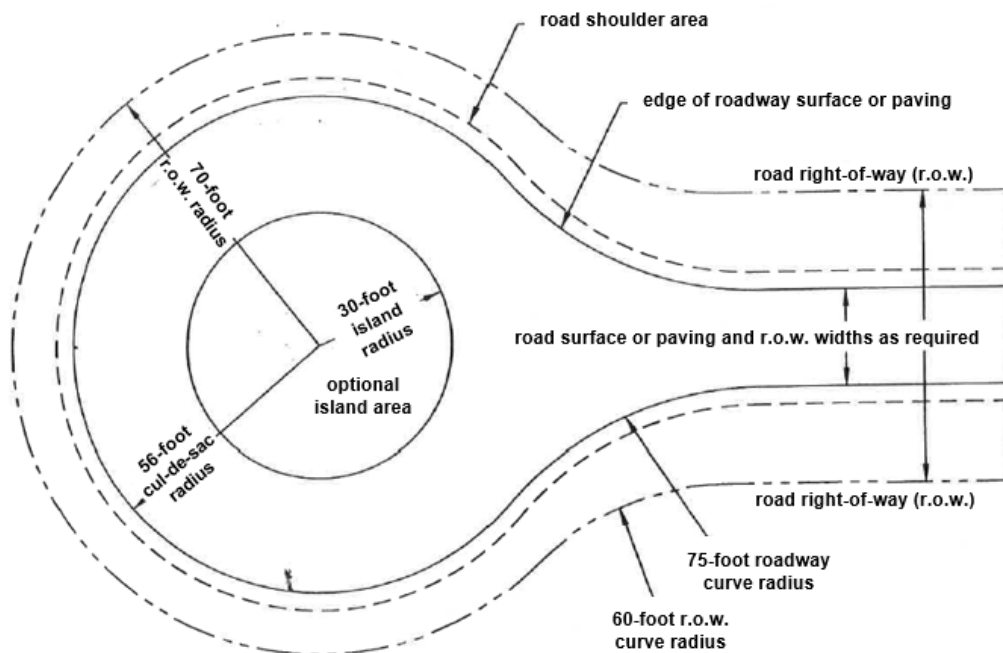 road shoulder area
edge of roadway surface or paving
road right-of-way (r.o.w.)
70-foot
r.o.w. radius
30-foot
island
radius
road surface or paving and r.o.w. widths as required
optional
island area
56-foot
cul-de-sac
radius
road right-of-way (r.o.w.)
75-foot roadway
curve radius
60-foot r.o.w.
curve radius